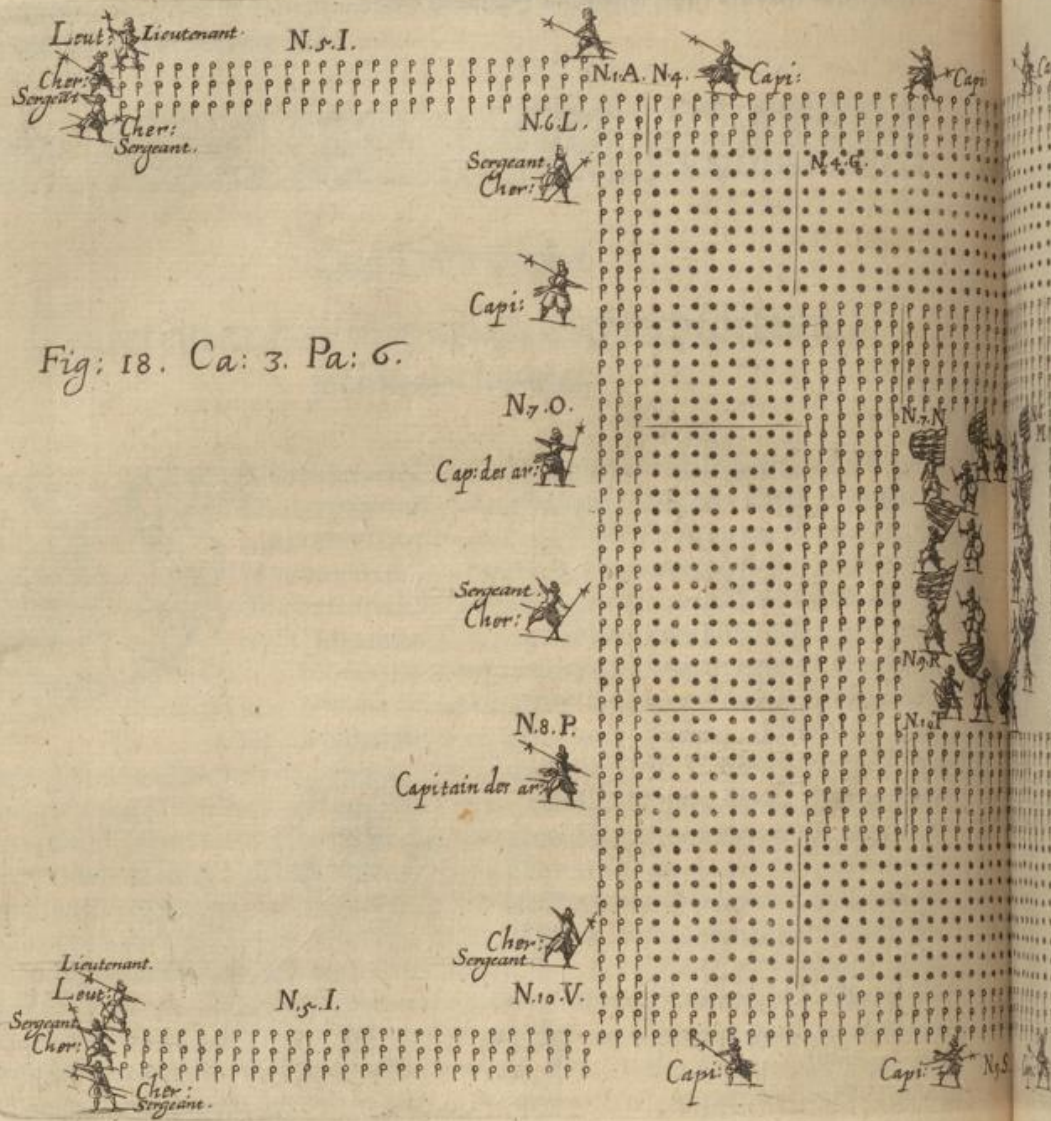 Leut: Lieutenant.
N.5.I.
Cher:
Sergeant
Cher:
Sergeant.
N.1.A. N.4.
Capi:
Capi
N.6.L.
Sergeant.
Cher:
N.4.G.
Capi:
Fig: 18. Ca: 3. Pa: 6.
N.7.O.
N.7.N
Cap: des ar:
Sergeant
Cher:
N.9.R
N.8.P.
Capitain des ar:
Cher:
Sergeant
Lieutenant.
Leut:
N.5.I.
N.10.V.
Sergeant
Cher:
Capi:
Capi:
Cher:
Sergeant.